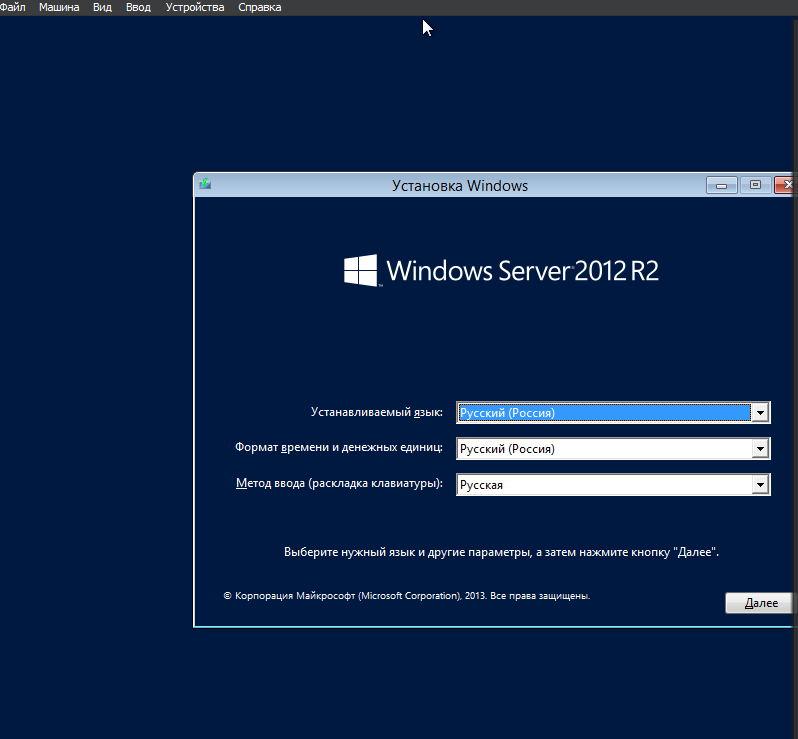 Файл Машина Вид Ввод Устройства Справка
Установка Windows
Windows Server 2012 R2
Устанавливаемый язык: Русский (Россия)
Формат времени и денежных единиц: Русский (Россия)
Метод ввода (раскладка клавиатуры): Русская
Выберите нужный язык и другие параметры, а затем нажмите кнопку "Далее".
© Корпорация Майкрософт (Microsoft Corporation), 2013. Все права защищены.
Далее